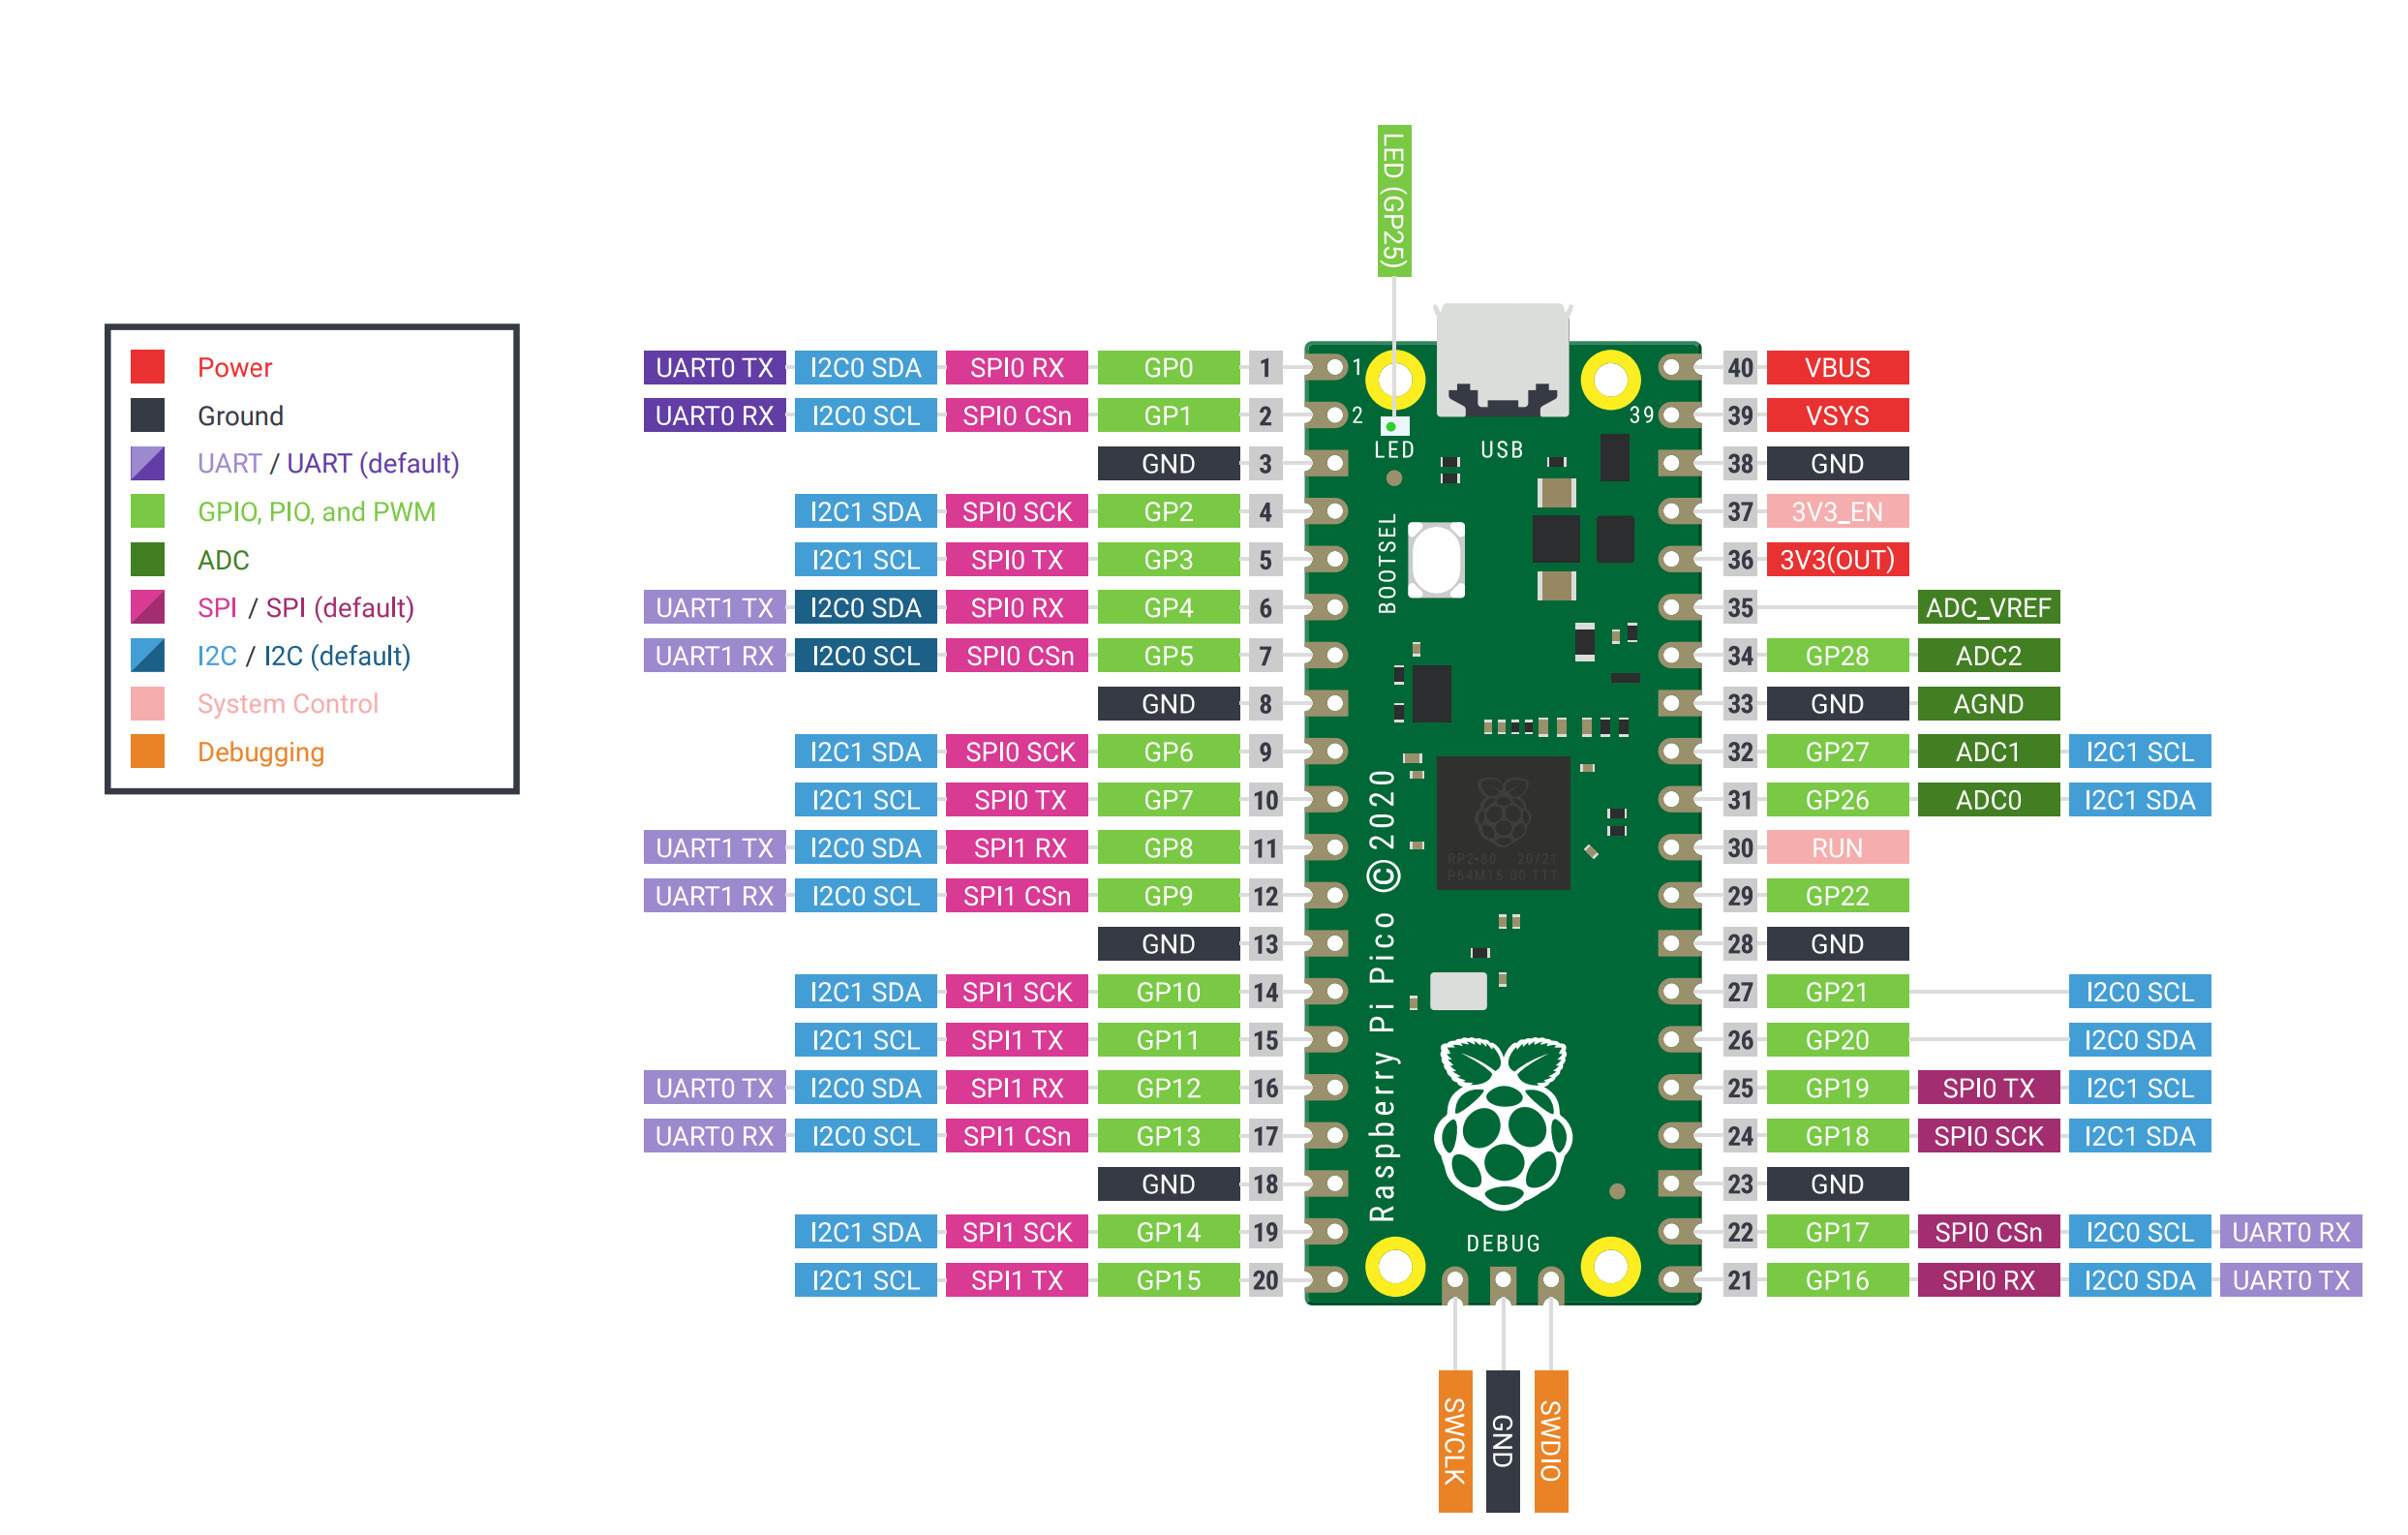 LED (GP25)
Power
Ground
UART / UART (default)
GPIO, PIO, and PWM
ADC
SPI / SPI (default)
I2C / I2C (default)
System Control
Debugging
UART0 TX I2C0 SDA SPI0 RX GP0 1
UART0 RX I2C0 SCL SPI0 CSn GP1 2
GND 3
I2C1 SDA SPI0 SCK GP2 4
I2C1 SCL SPI0 TX GP3 5
UART1 TX I2C0 SDA SPI0 RX GP4 6
UART1 RX I2C0 SCL SPI0 CSn GP5 7
GND 8
I2C1 SDA SPI0 SCK GP6 9
I2C1 SCL SPI0 TX GP7 10
UART1 TX I2C0 SDA SPI1 RX GP8 11
UART1 RX I2C0 SCL SPI1 CSn GP9 12
GND 13
I2C1 SDA SPI1 SCK GP10 14
I2C1 SCL SPI1 TX GP11 15
UART0 TX I2C0 SDA SPI1 RX GP12 16
UART0 RX I2C0 SCL SPI1 CSn GP13 17
GND 18
I2C1 SDA SPI1 SCK GP14 19
I2C1 SCL SPI1 TX GP15 20
1
2
39
LED
USB
BOOTSEL
Raspberry Pi Pico ©2020
RP2-80 20/21
P64M15.00 TTT
DEBUG
40 VBUS
39 VSYS
38 GND
37 3V3_EN
36 3V3(OUT)
35 ADC_VREF
34 GP28 ADC2
33 GND AGND
32 GP27 ADC1 I2C1 SCL
31 GP26 ADC0 I2C1 SDA
30 RUN
29 GP22
28 GND
27 GP21 I2C0 SCL
26 GP20 I2C0 SDA
25 GP19 SPI0 TX I2C1 SCL
24 GP18 SPI0 SCK I2C1 SDA
23 GND
22 GP17 SPI0 CSn I2C0 SCL UART0 RX
21 GP16 SPI0 RX I2C0 SDA UART0 TX
SWCLK
GND
SWDIO